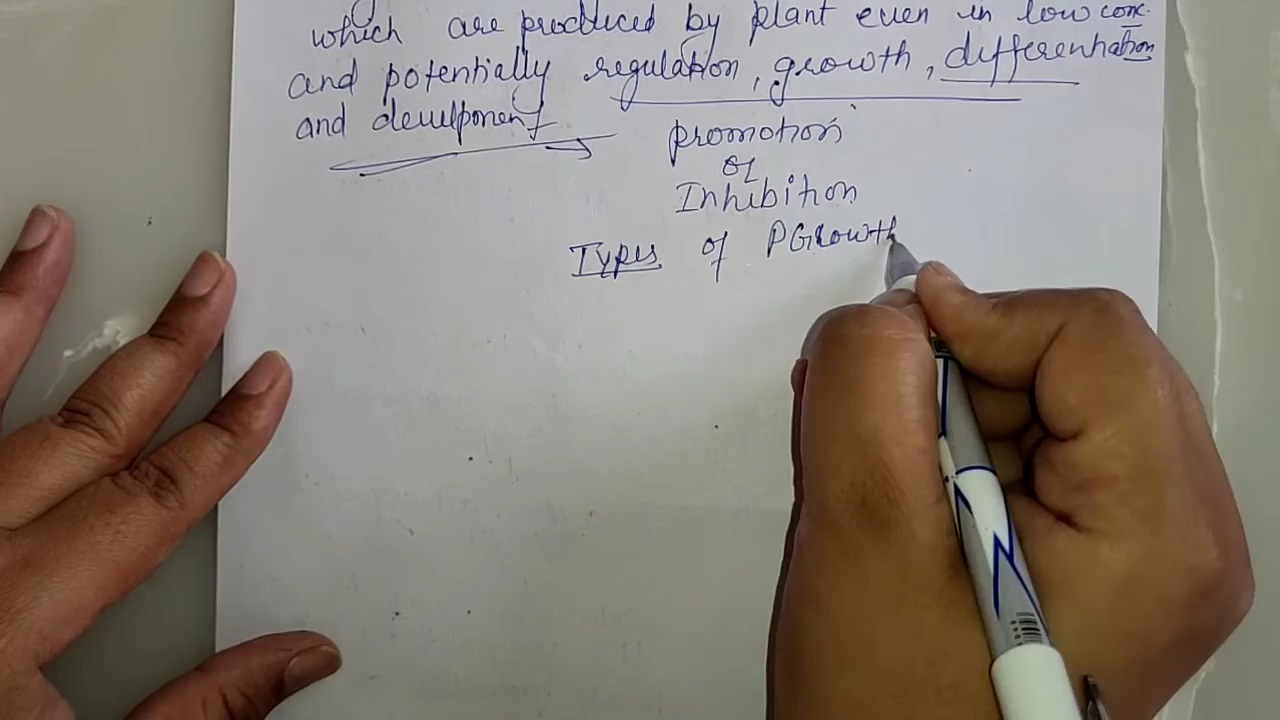 which are produced by plant even in low conc.
and potentially regulation, growth, differentiation
and development
promotion
or
Inhibition
Types of PGrowth